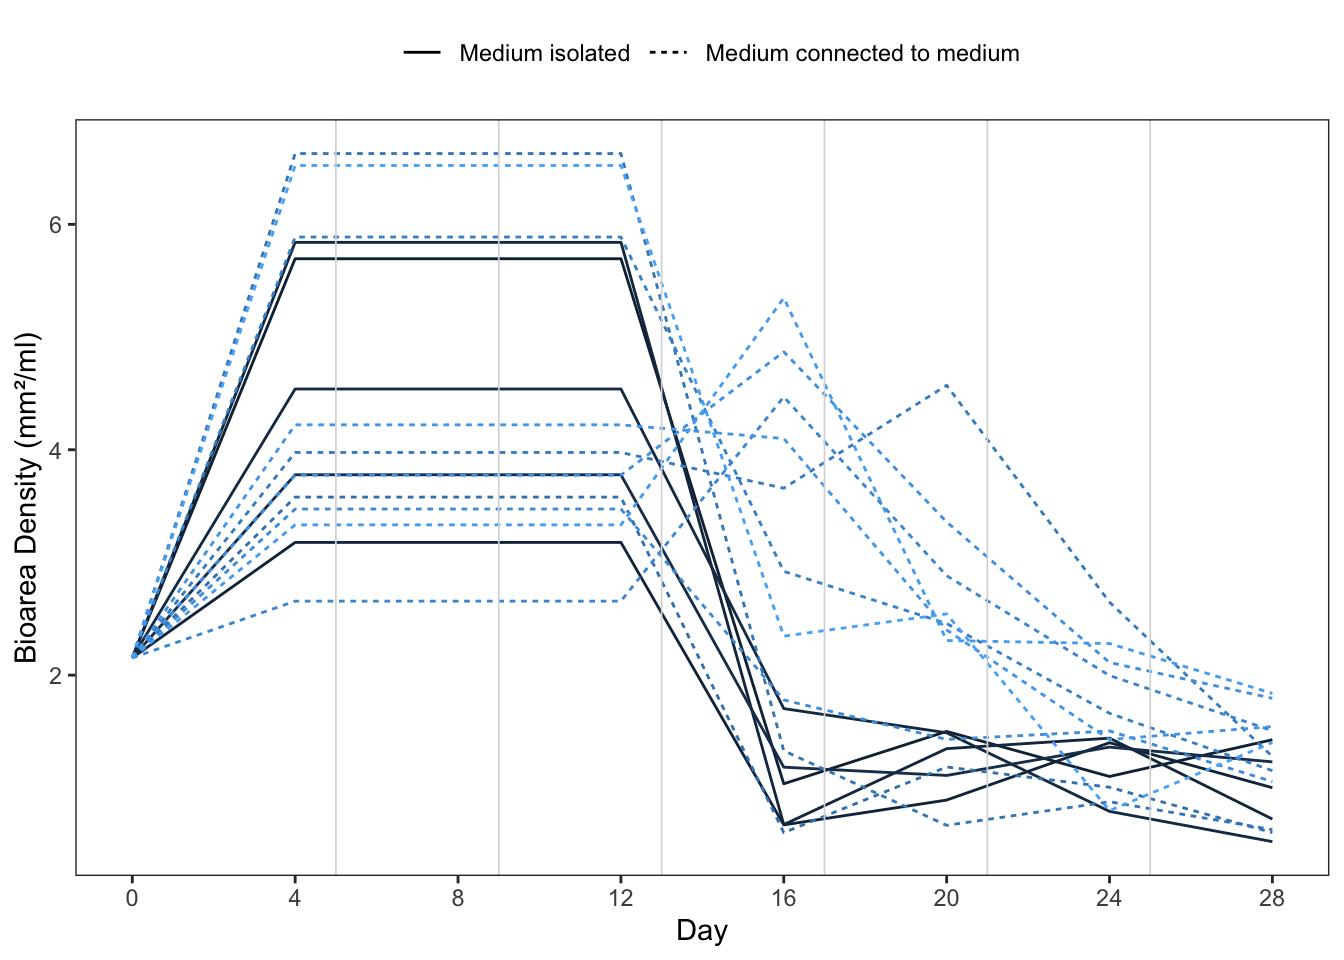 Medium isolated Medium connected to medium
Bioarea Density (mm²/ml)
6
4
2
0 4 8 12 16 20 24 28
Day